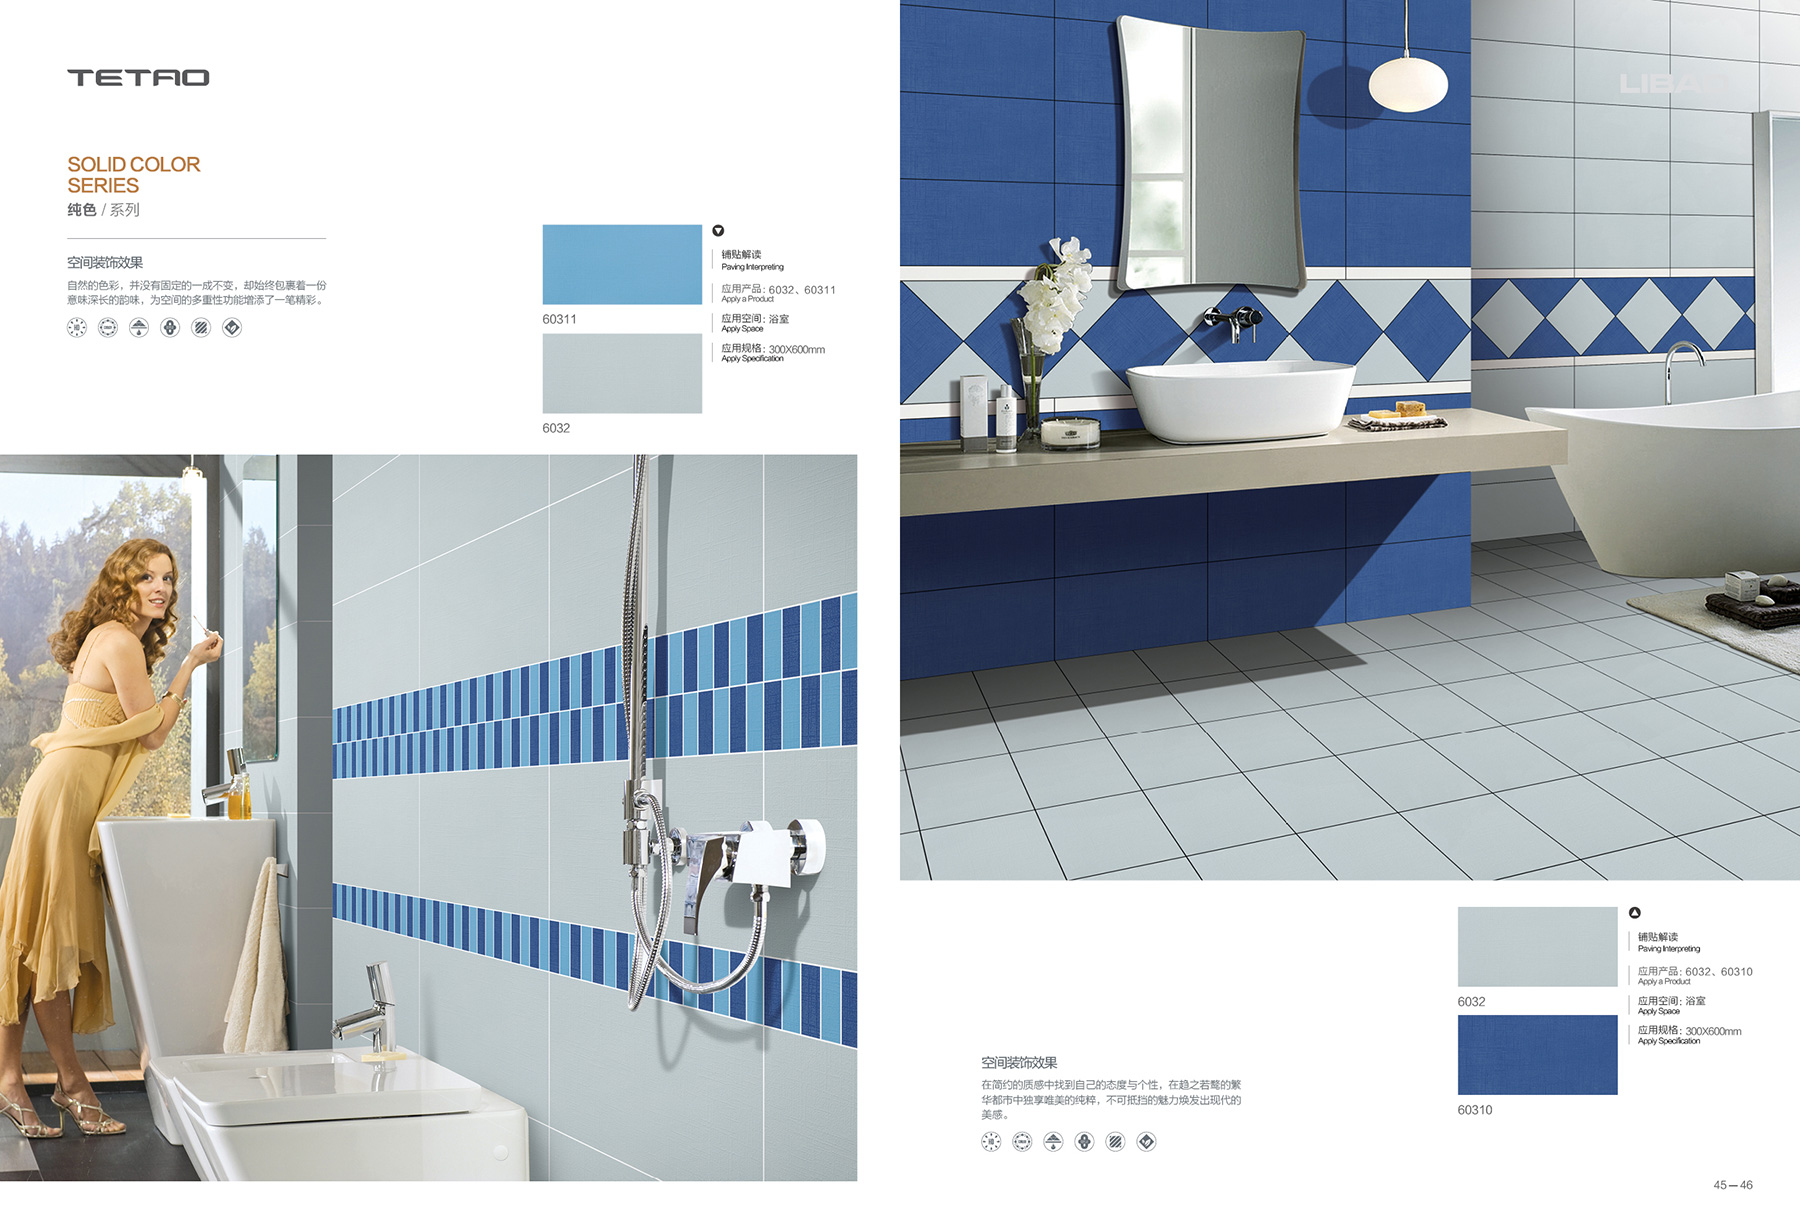 TETAO
SOLID COLOR
SERIES
纯色 / 系列
空间装饰效果
自然的色彩，并没有固定的一成不变，却始终包裹着一份
意味深长的韵味，为空间的多重性功能增添了一笔精彩。
60311
6032
铺贴解读
Paving Interpreting
应用产品：6032、60311
Apply a Product
应用空间：浴室
Apply Space
应用规格：300X600mm
Apply Specification
LIBA
6032
60310
铺贴解读
Paving Interpreting
应用产品：6032、60310
Apply a Product
应用空间：浴室
Apply Space
应用规格：300X600mm
Apply Specification
空间装饰效果
在简约的质感中找到自己的态度与个性，在趋之若鹜的繁
华都市中独享唯美的纯粹，不可抵挡的魅力焕发出现代的
美感。
45—46